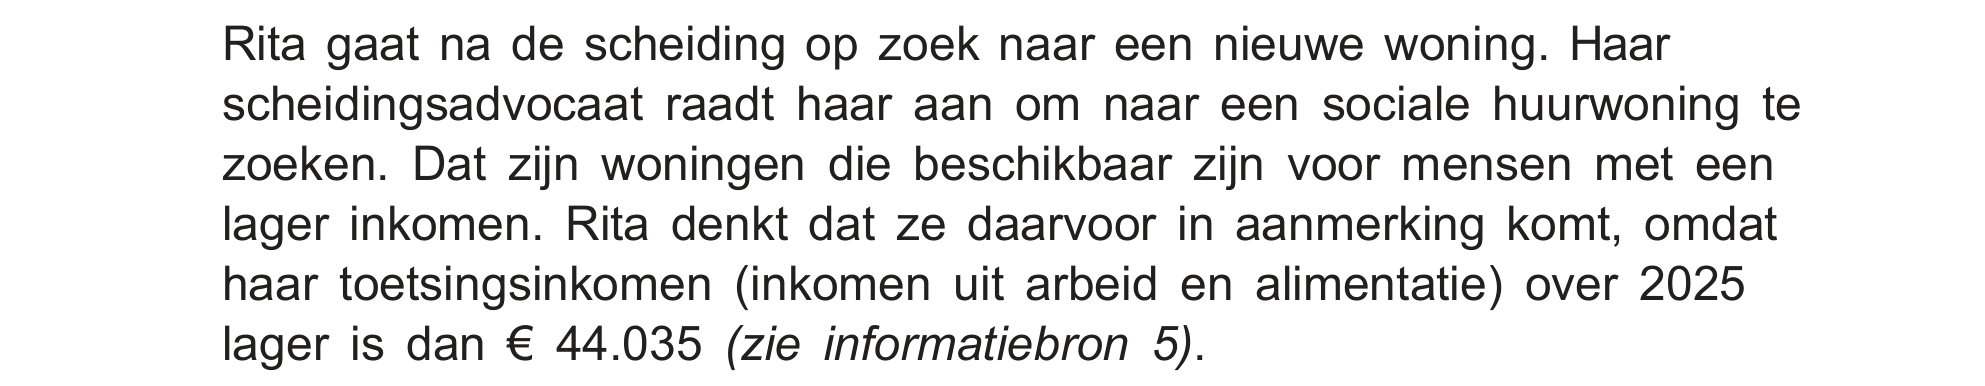 Rita gaat na de scheiding op zoek naar een nieuwe woning. Haar
scheidingsadvocaat raadt haar aan om naar een sociale huurwoning te
zoeken. Dat zijn woningen die beschikbaar zijn voor mensen met een
lager inkomen. Rita denkt dat ze daarvoor in aanmerking komt, omdat
haar toetsingsinkomen (inkomen uit arbeid en alimentatie) over 2025
lager is dan € 44.035 (zie informatiebron 5).